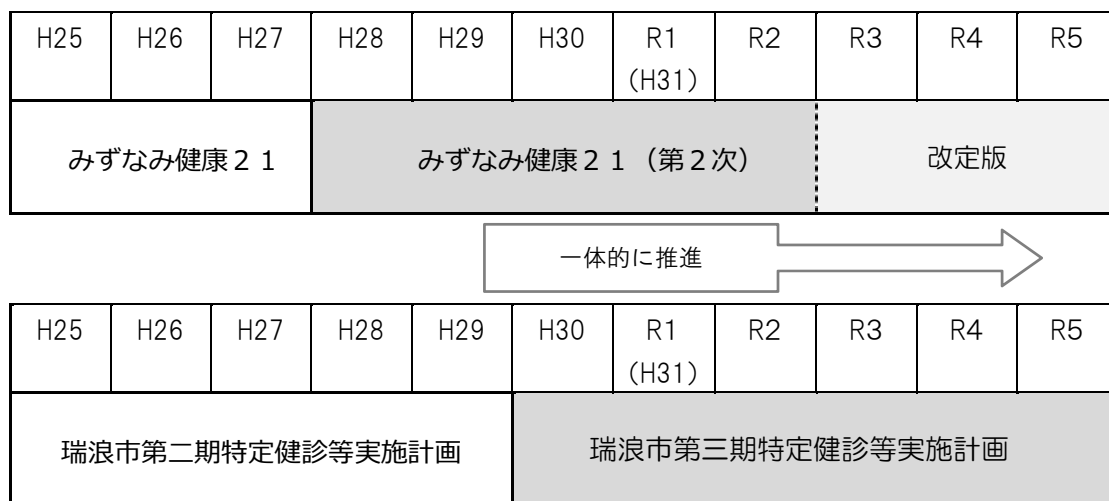 H25 H26 H27 H28 H29 H30 R1 R2 R3 R4 R5
(H31)
みずなみ健康２１ みずなみ健康２１（第２次） 改定版
一体的に推進
H25 H26 H27 H28 H29 H30 R1 R2 R3 R4 R5
(H31)
瑞浪市第二期特定健診等実施計画 瑞浪市第三期特定健診等実施計画